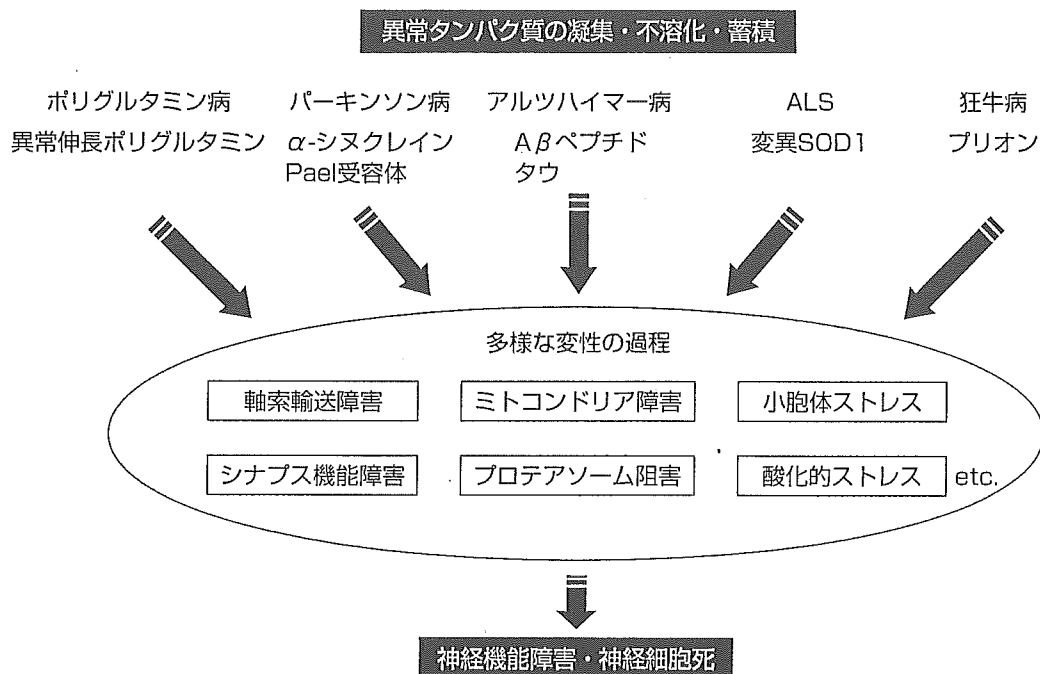 異常タンパク質の凝集・不溶化・蓄積
ポリグルタミン病
異常伸長ポリグルタミン
パーキンソン病
α-シヌクレイン
Pael受容体
アルツハイマー病
Aβペプチド
タウ
ALS
変異SOD1
狂牛病
プリオン
多様な変性の過程
軸索輸送障害
ミトコンドリア障害
小胞体ストレス
シナプス機能障害
プロテアソーム阻害
酸化的ストレス
etc.
神経機能障害・神経細胞死